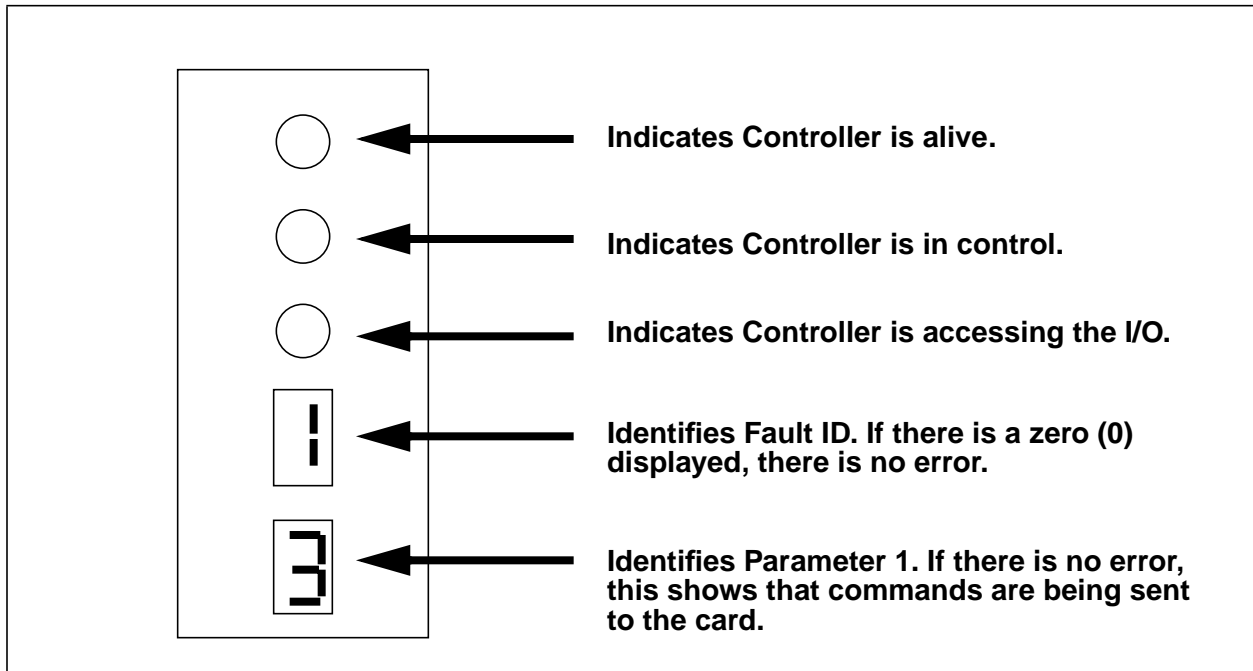 Indicates Controller is alive.
Indicates Controller is in control.
Indicates Controller is accessing the I/O.
1
Identifies Fault ID. If there is a zero (0)
displayed, there is no error.
3
Identifies Parameter 1. If there is no error,
this shows that commands are being sent
to the card.